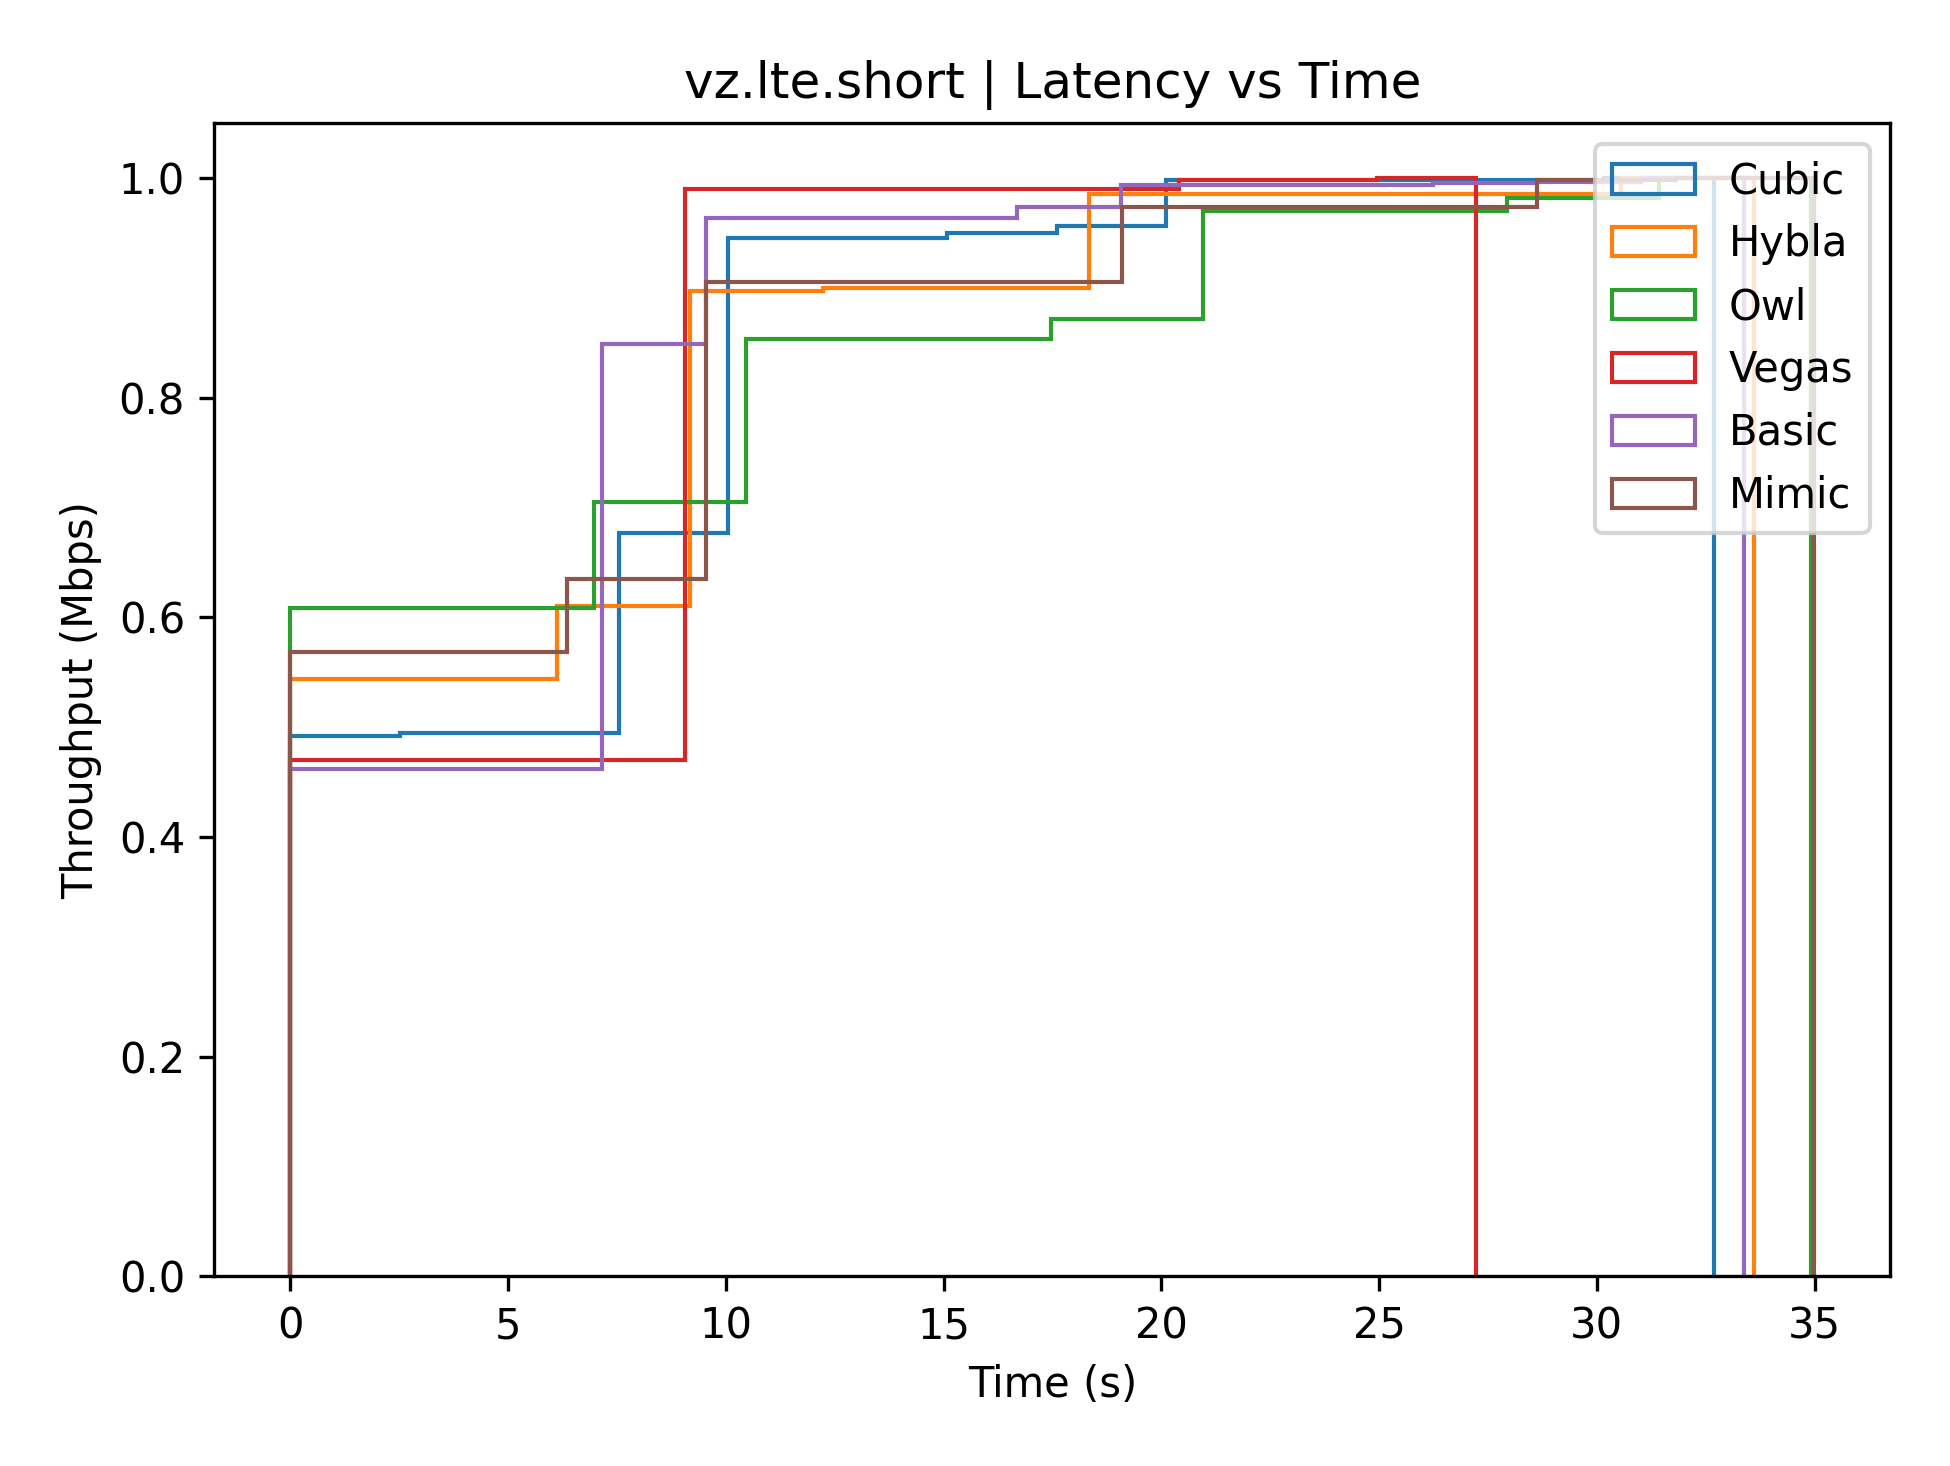 vz.lte.short | Latency vs Time
Throughput (Mbps)
1.0
0.8
0.6
0.4
0.2
0.0
0 5 10 15 20 25 30 35
Time (s)
Cubic
Hybla
Owl
Vegas
Basic
Mimic